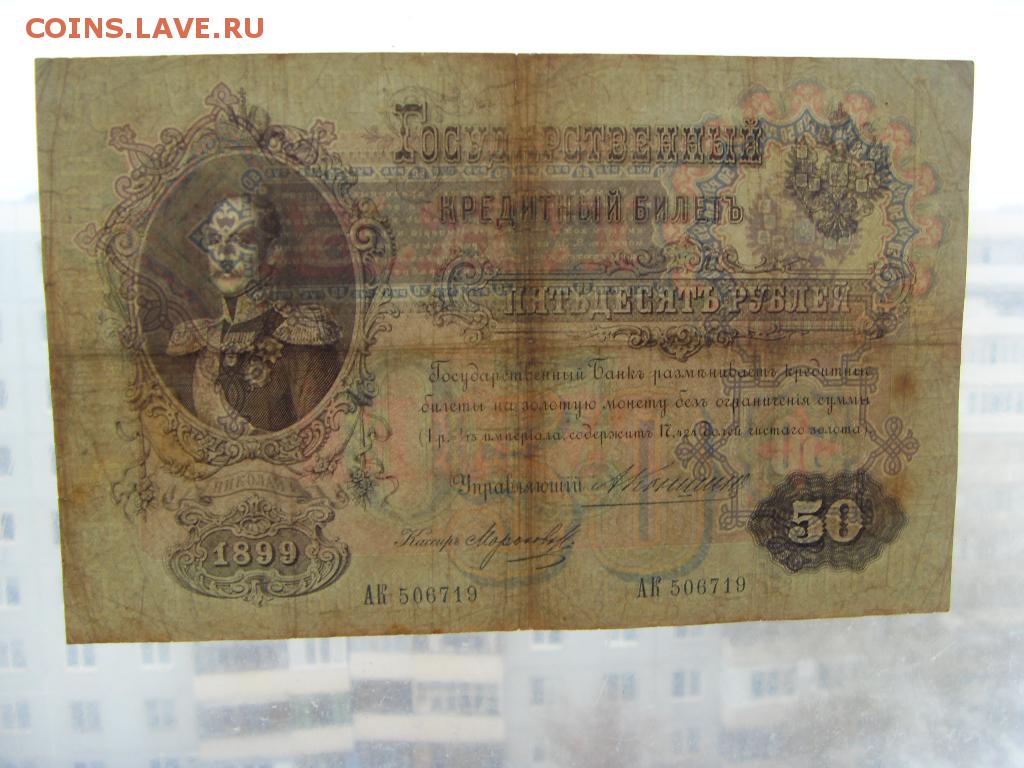 COINS.LAVE.RU
Государственный
кредитный билетъ
пятьдесятъ рублей
Государственный Банкъ размѣниваетъ кредитные
билеты на золотую монету безъ ограниченія суммы
(1 р.= 1/15 имперіала, содержитъ 17,424 долей чистаго золота).
Управляющій
Кассиръ
НИКОЛАЙ I
1899
50
АК 506719
АК 506719